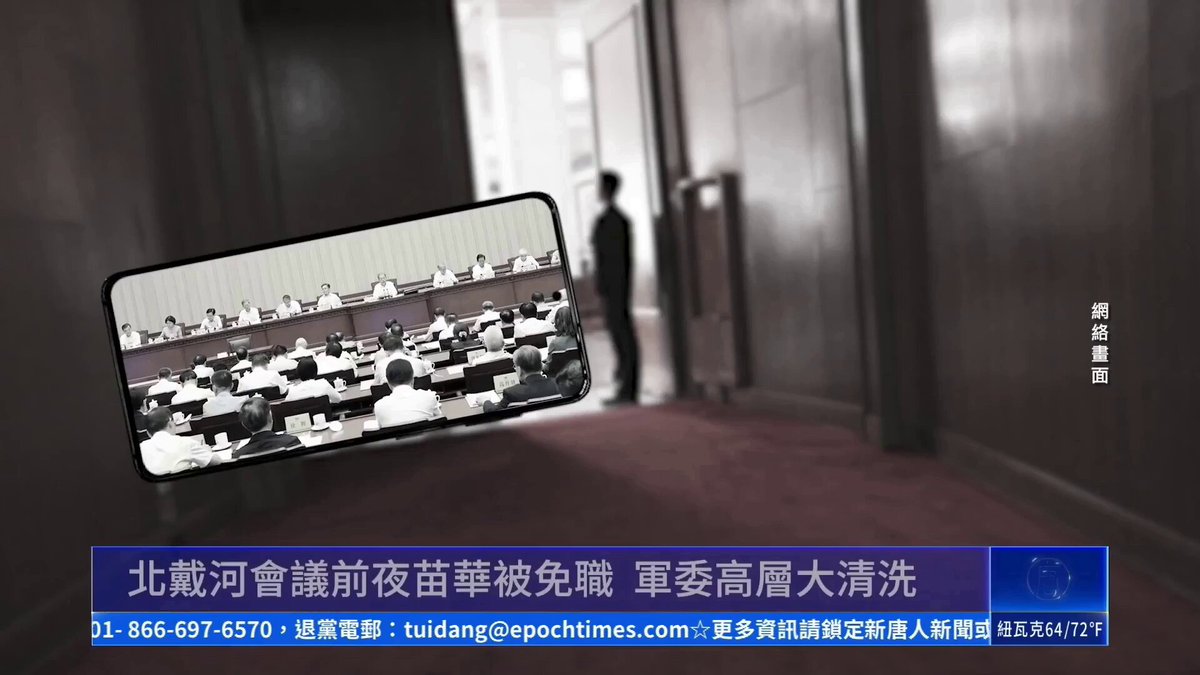 網絡畫面
北戴河會議前夜苗華被免職 軍委高層大清洗
01- 866-697-6570，退黨電郵：tuidang@epochtimes.com☆更多資訊請鎖定新唐人新聞或
紐瓦克64/72°F